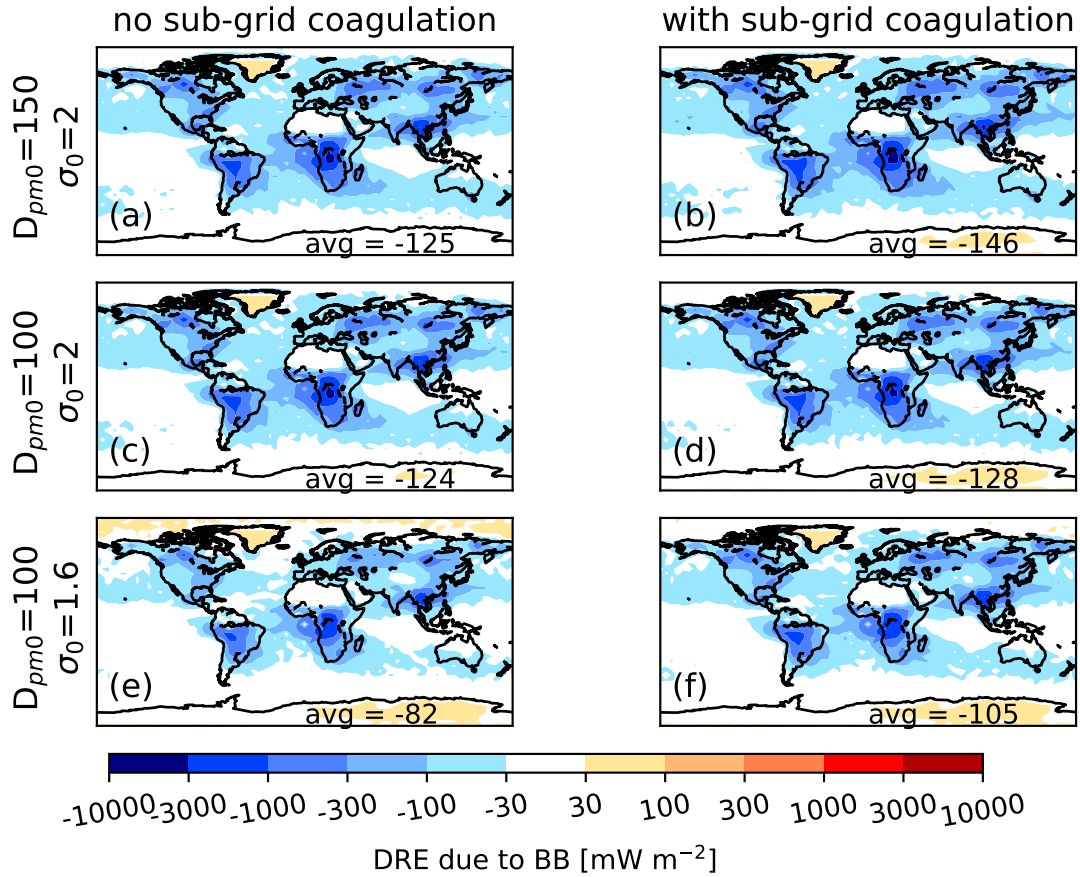 no sub-grid coagulation
with sub-grid coagulation
D_pm0=150
σ_0=2
(a)
avg = -125
(b)
avg = -146
D_pm0=100
σ_0=2
(c)
avg = -124
(d)
avg = -128
D_pm0=100
σ_0=1.6
(e)
avg = -82
(f)
avg = -105
-10000 -3000 -1000 -300 -100 -30 30 100 300 1000 3000 10000
DRE due to BB [mW m⁻²]